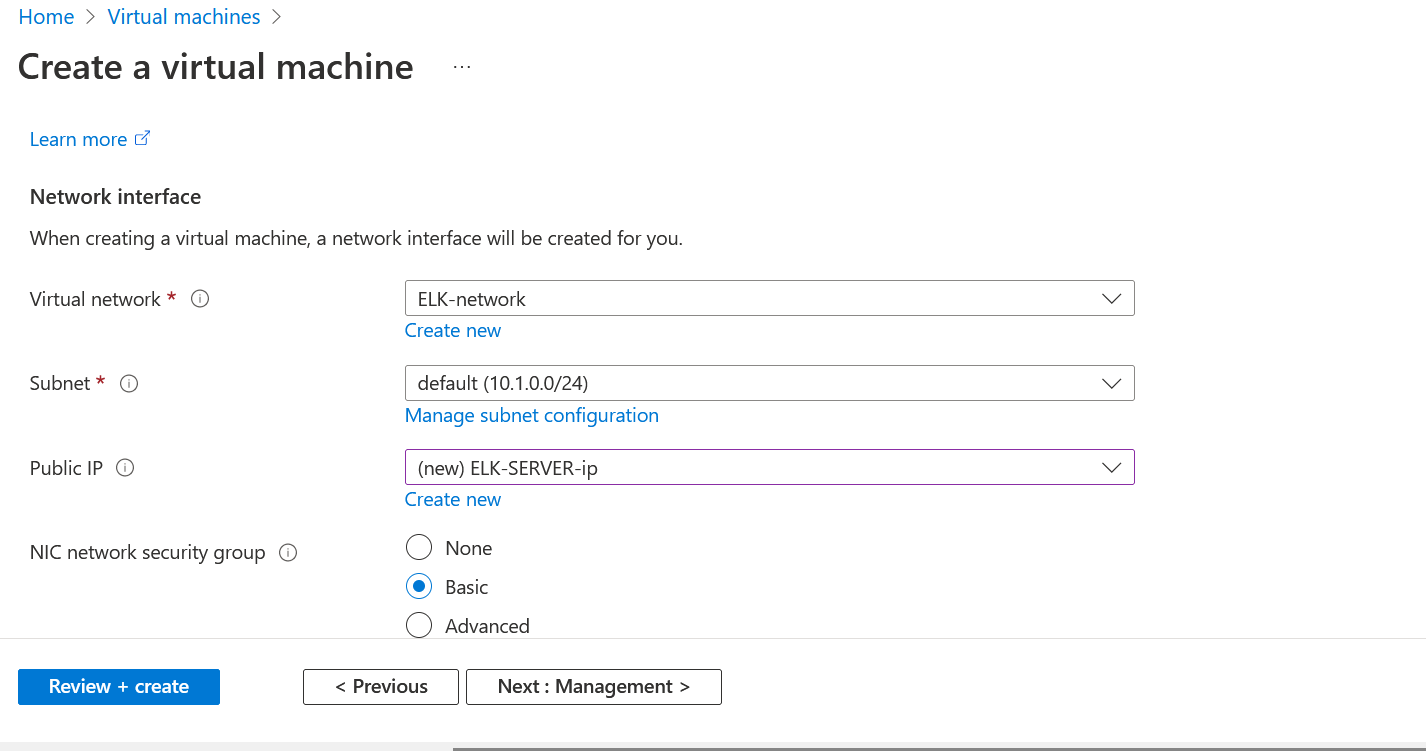 Home > Virtual machines >
Create a virtual machine ...
Learn more
Network interface
When creating a virtual machine, a network interface will be created for you.
Virtual network * ELK-network
Create new
Subnet * default (10.1.0.0/24)
Manage subnet configuration
Public IP (new) ELK-SERVER-ip
Create new
NIC network security group None
Basic
Advanced
Review + create < Previous Next : Management >